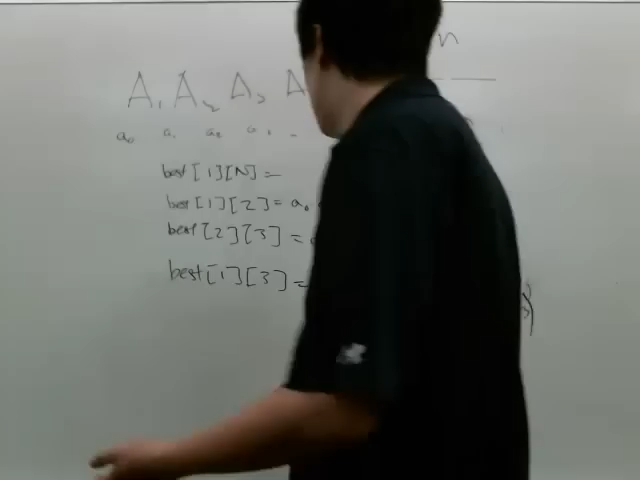 n
A₁ A₂ A₃ A
a₀ a₁ a₂ a₃ -
best[1][N] =
best[1][2] = a₀
best[2][3] =
best[1][3] =